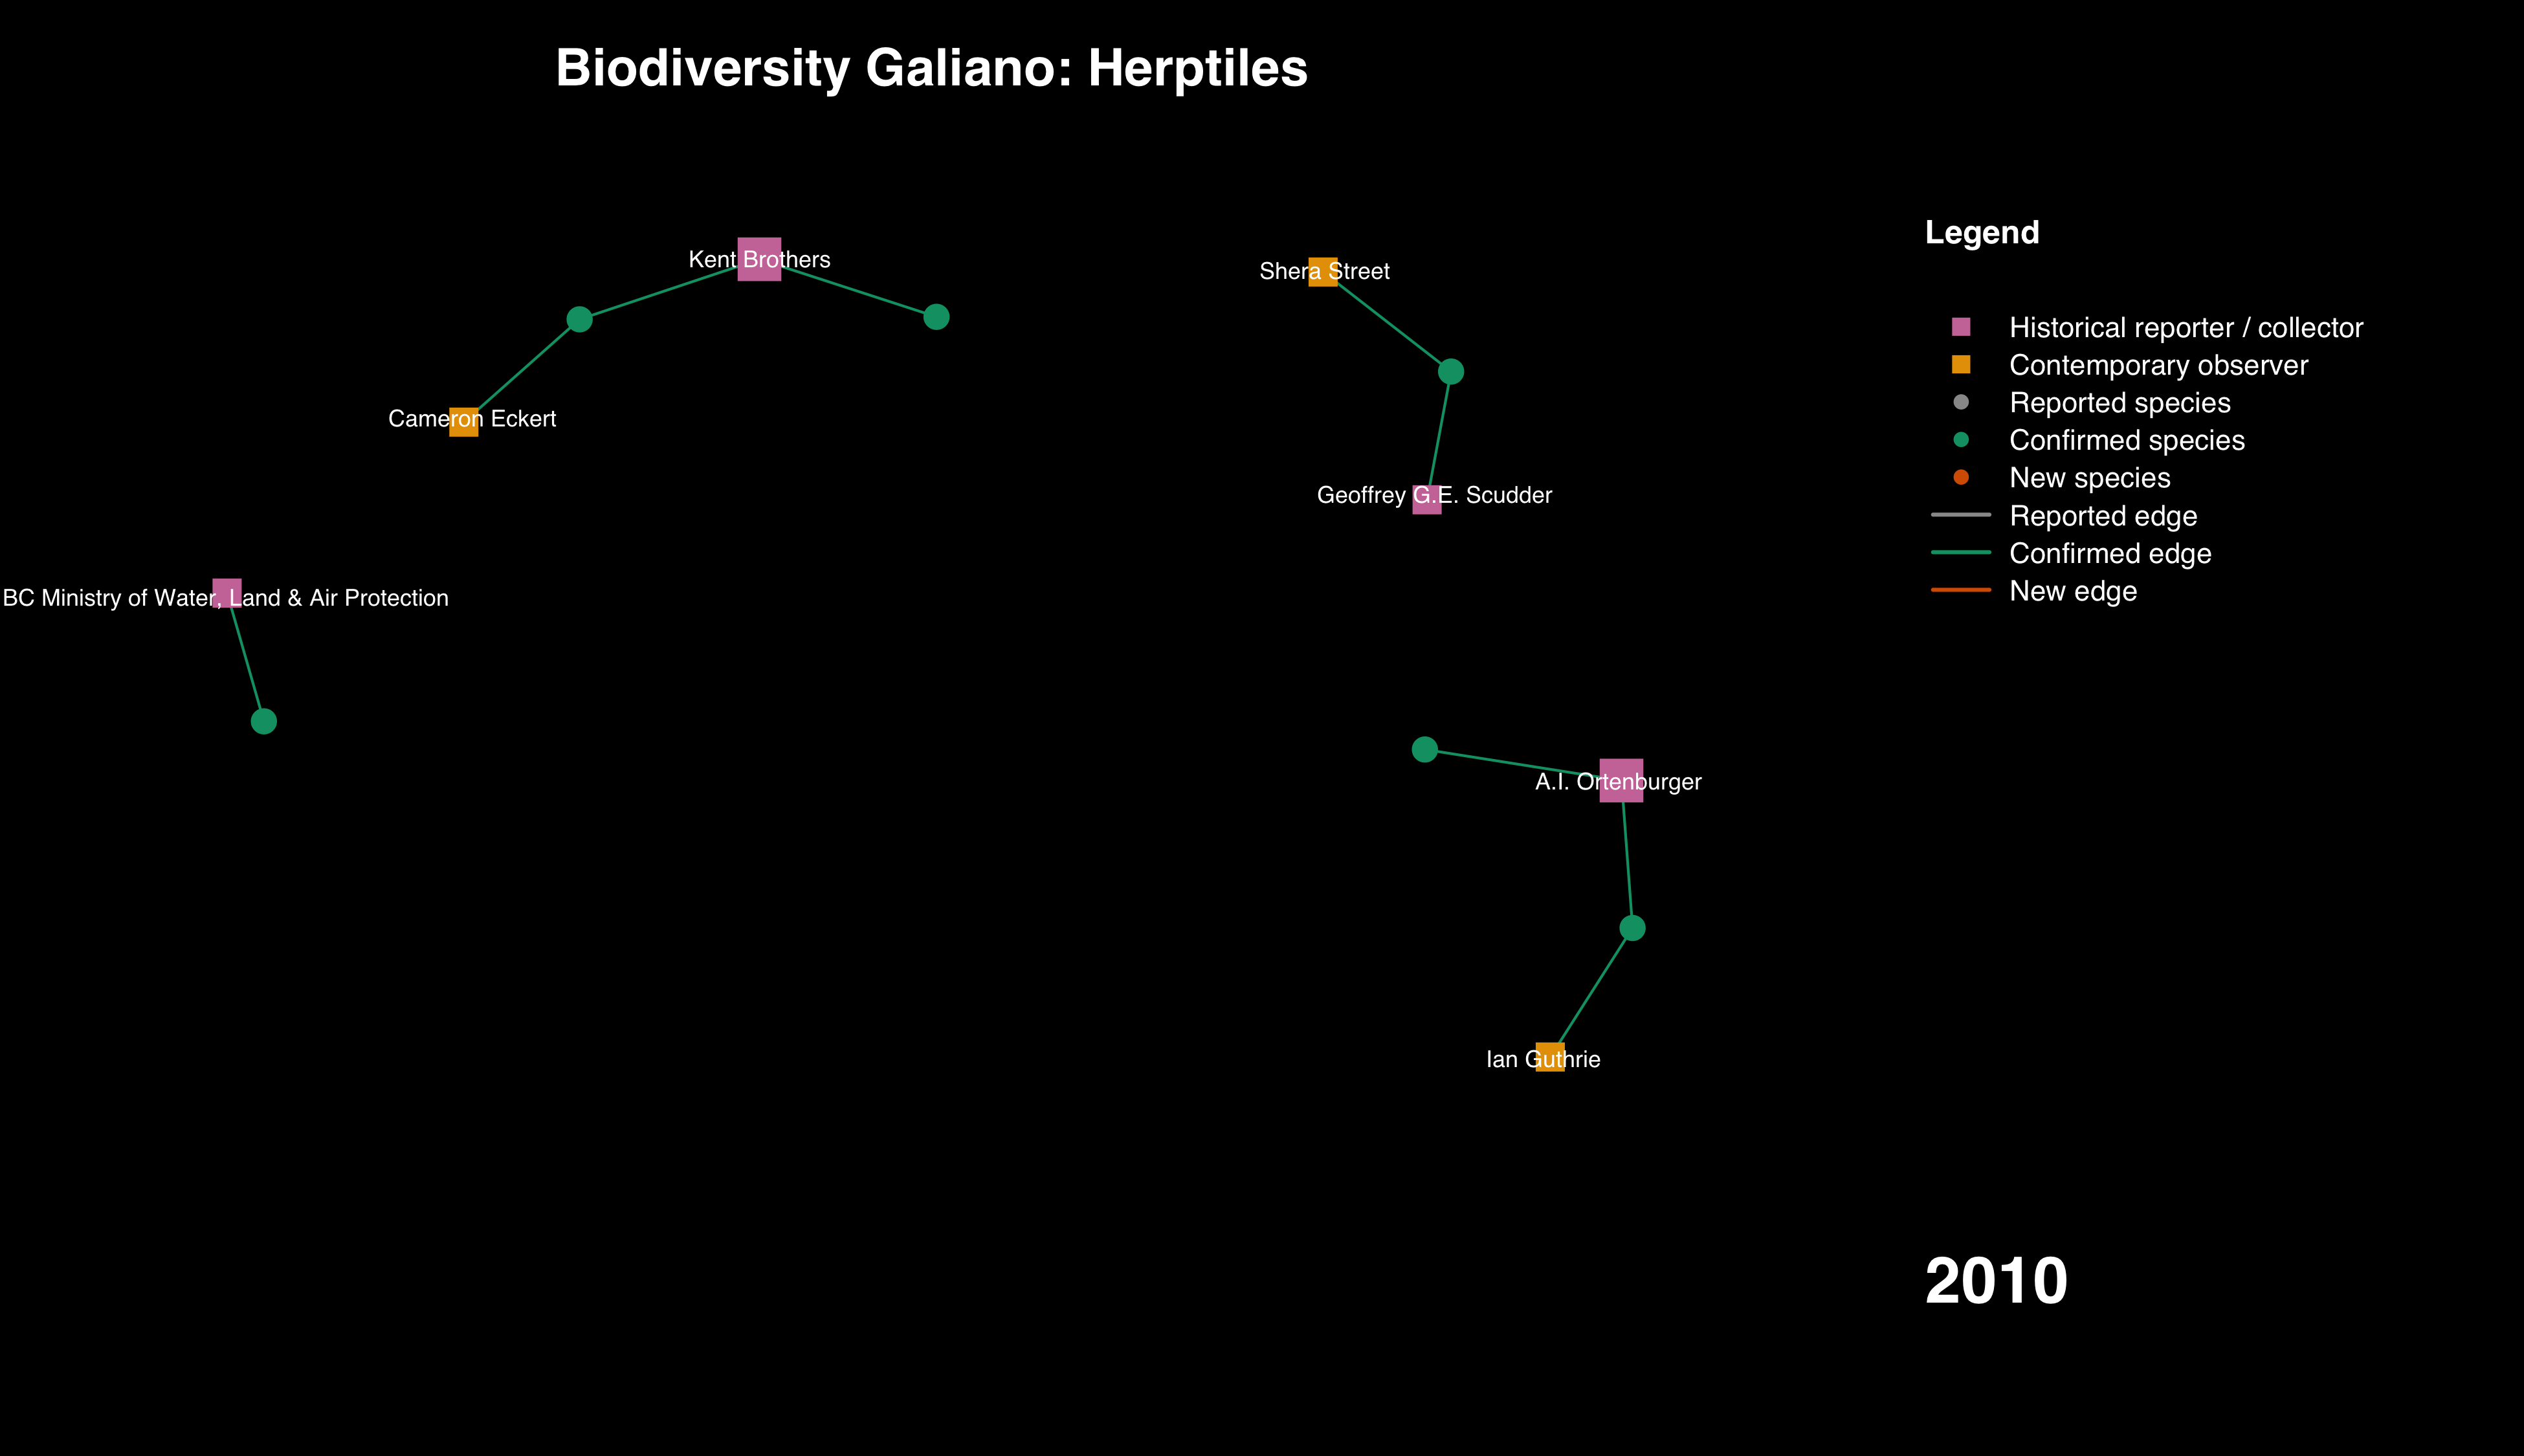 Biodiversity Galiano: Herptiles
Kent Brothers
Shera Street
Cameron Eckert
Geoffrey G.E. Scudder
BC Ministry of Water, Land & Air Protection
A.I. Ortenburger
Ian Guthrie
Legend
Historical reporter / collector
Contemporary observer
Reported species
Confirmed species
New species
Reported edge
Confirmed edge
New edge
2010